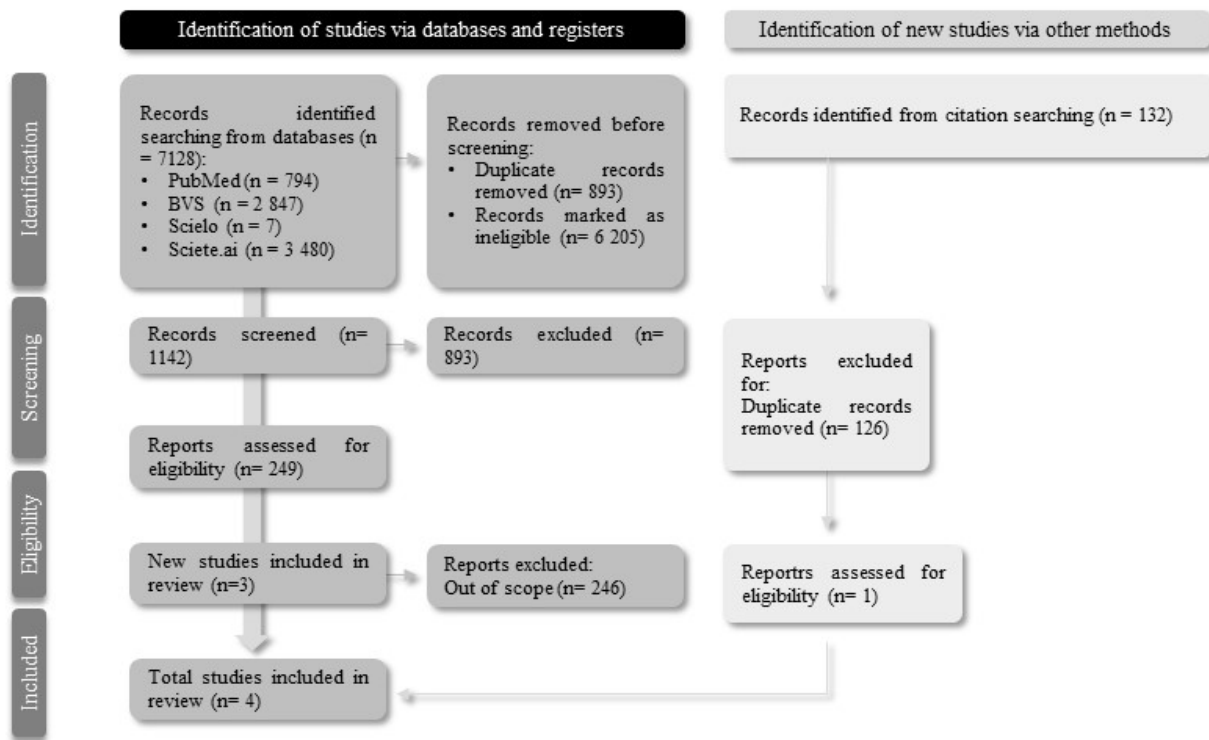 Identification of studies via databases and registers
Identification of new studies via other methods
Identification
Records identified
searching from databases (n
= 7128):
• PubMed (n = 794)
• BVS (n = 2 847)
• Scielo (n = 7)
• Sciete.ai (n = 3 480)
Records removed before
screening:
• Duplicate records
removed (n= 893)
• Records marked as
ineligible (n= 6 205)
Records identified from citation searching (n = 132)
Screening
Records screened (n=
1142)
Records excluded (n=
893)
Reports excluded
for:
Duplicate records
removed (n= 126)
Reports assessed for
eligibility (n= 249)
Eligibility
New studies included in
review (n=3)
Reports excluded:
Out of scope (n= 246)
Reportrs assessed for
eligibility (n= 1)
Included
Total studies included in
review (n= 4)